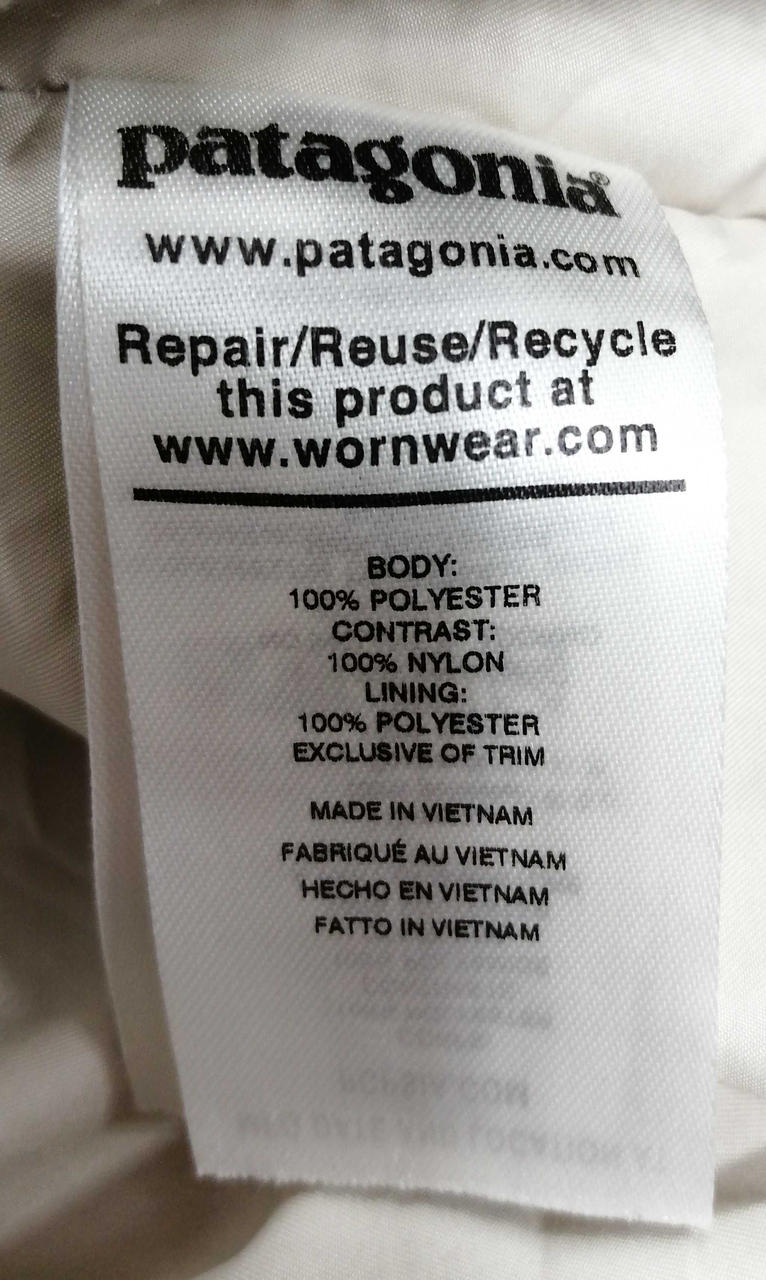 patagonia®
www.patagonia.com
Repair/Reuse/Recycle
this product at
www.wornwear.com
BODY:
100% POLYESTER
CONTRAST:
100% NYLON
LINING:
100% POLYESTER
EXCLUSIVE OF TRIM
MADE IN VIETNAM
FABRIQUÉ AU VIETNAM
HECHO EN VIETNAM
FATTO IN VIETNAM